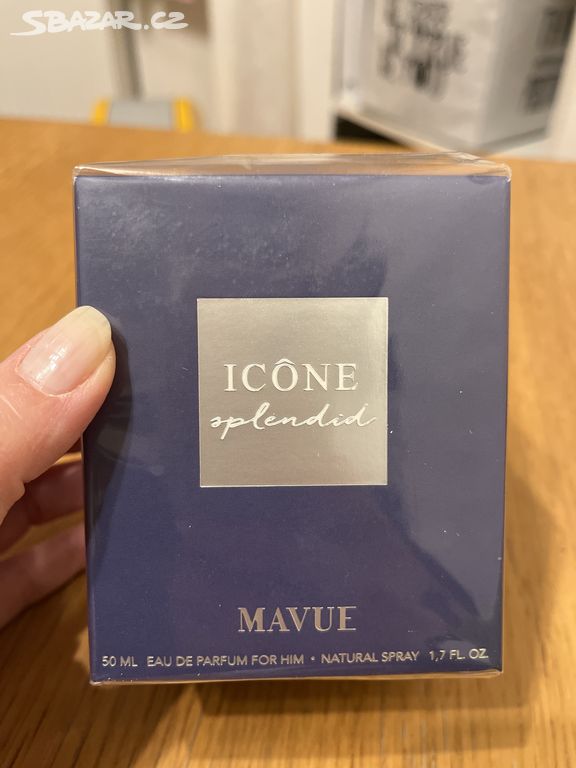 SBAZAR.CZ
ICÔNE
splendid
MAVUE
50 ML EAU DE PARFUM FOR HIM • NATURAL SPRAY 1,7 FL. OZ.